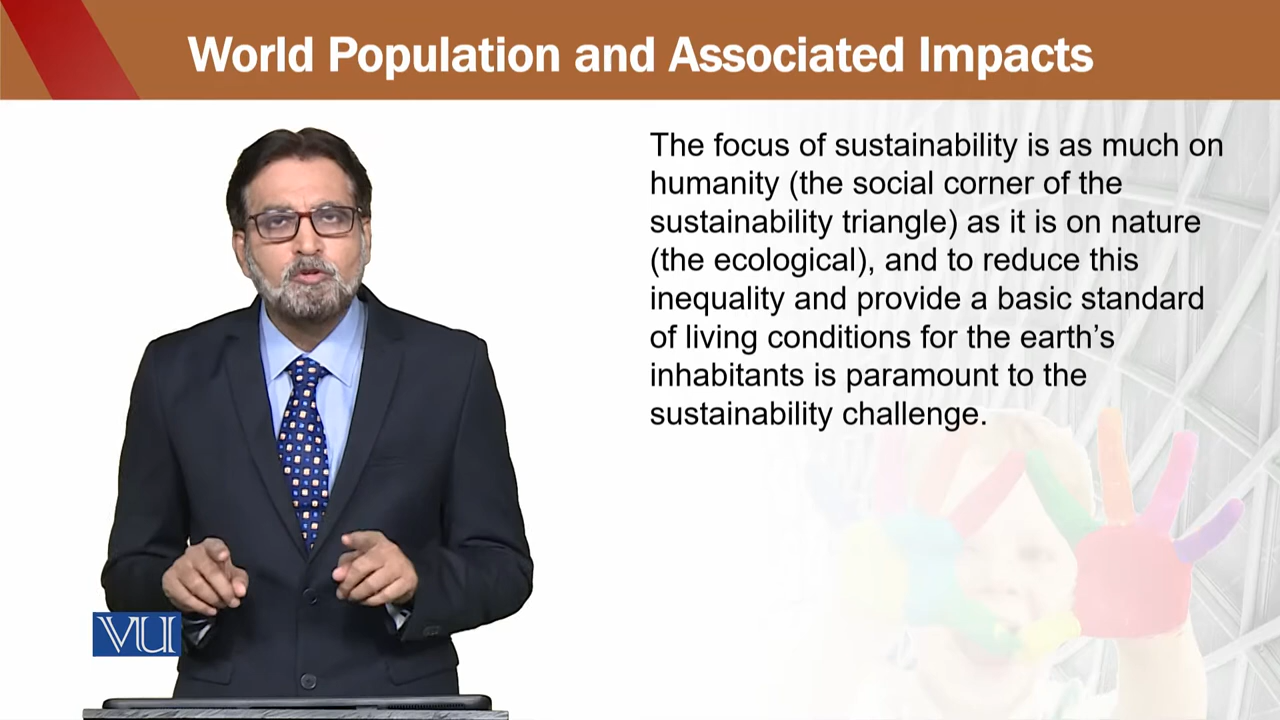 World Population and Associated Impacts
The focus of sustainability is as much on
humanity (the social corner of the
sustainability triangle) as it is on nature
(the ecological), and to reduce this
inequality and provide a basic standard
of living conditions for the earth’s
inhabitants is paramount to the
sustainability challenge.
VU